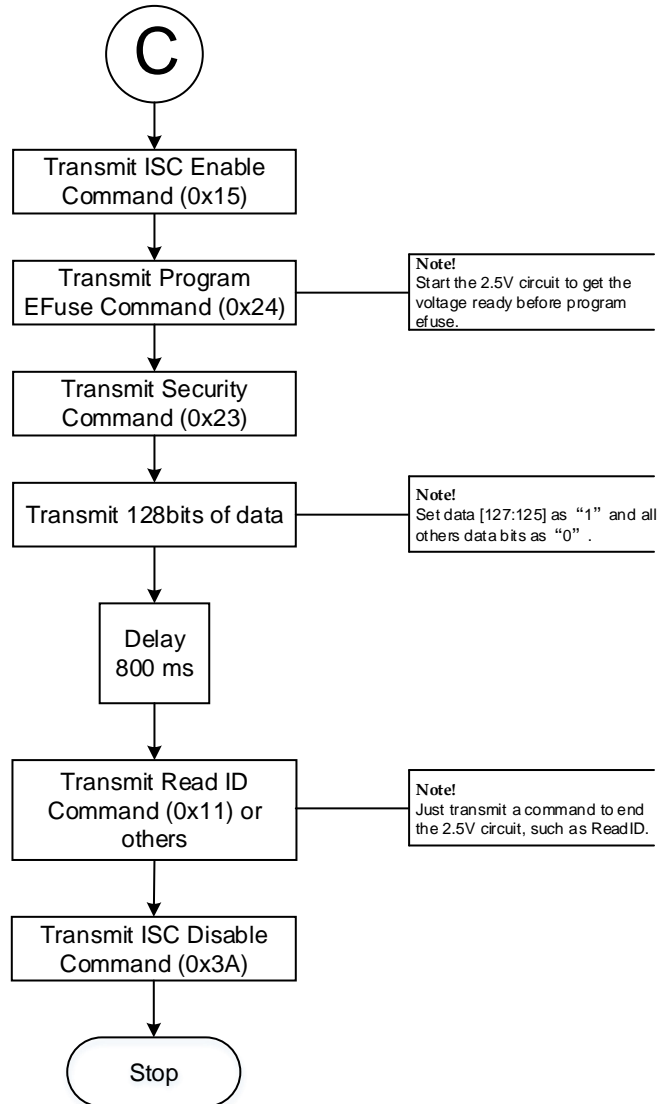 C
Transmit ISC Enable
Command (0x15)
Transmit Program
EFuse Command (0x24)
Note!
Start the 2.5V circuit to get the
voltage ready before program
efuse.
Transmit Security
Command (0x23)
Transmit 128bits of data
Note!
Set data [127:125] as “1” and all
others data bits as “0” .
Delay
800 ms
Transmit Read ID
Command (0x11) or
others
Note!
Just transmit a command to end
the 2.5V circuit, such as ReadID.
Transmit ISC Disable
Command (0x3A)
Stop